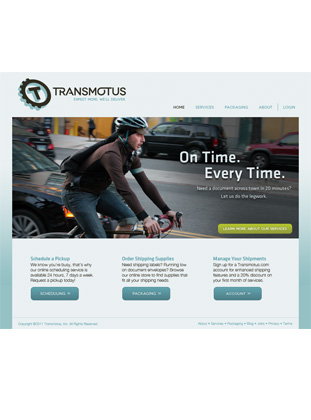 TRANSMOTUS
EXPECT MORE. WE'LL DELIVER.
HOME SERVICES PACKAGING ABOUT LOGIN
On Time.
Every Time.
Need a document across town in 20 minutes?
Let us do the legwork.
LEARN MORE ABOUT OUR SERVICES
Schedule a Pickup
We know you're busy, that's why
our online scheduling service is
available 24 hours, 7 days a week.
Request a pickup today!
SCHEDULING
Order Shipping Supplies
Need shipping labels? Running low
on document envelopes? Browse
our online store to find supplies that
fit all your shipping needs.
PACKAGING
Manage Your Shipments
Sign up for a Transmotus.com
account for enhanced shipping
features and a 20% discount on
your first month of services.
ACCOUNT
Copyright ©2011 Transmotus, Inc. All Rights Reserved.
About • Services • Packaging • Blog • Jobs • Privacy • Terms